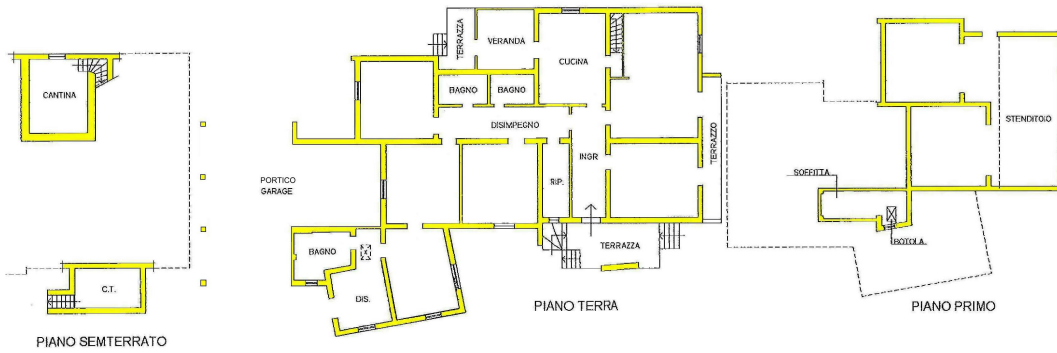 CANTINA
C.T.
PIANO SEMTERRATO
TERRAZZA
VERANDA
CUCINA
BAGNO
BAGNO
DISIMPEGNO
PORTICO
GARAGE
RIP.
INGR
TERRAZZO
BAGNO
DIS.
TERRAZZA
PIANO TERRA
STENDITOIO
SOFFITTA
BOTOLA
PIANO PRIMO